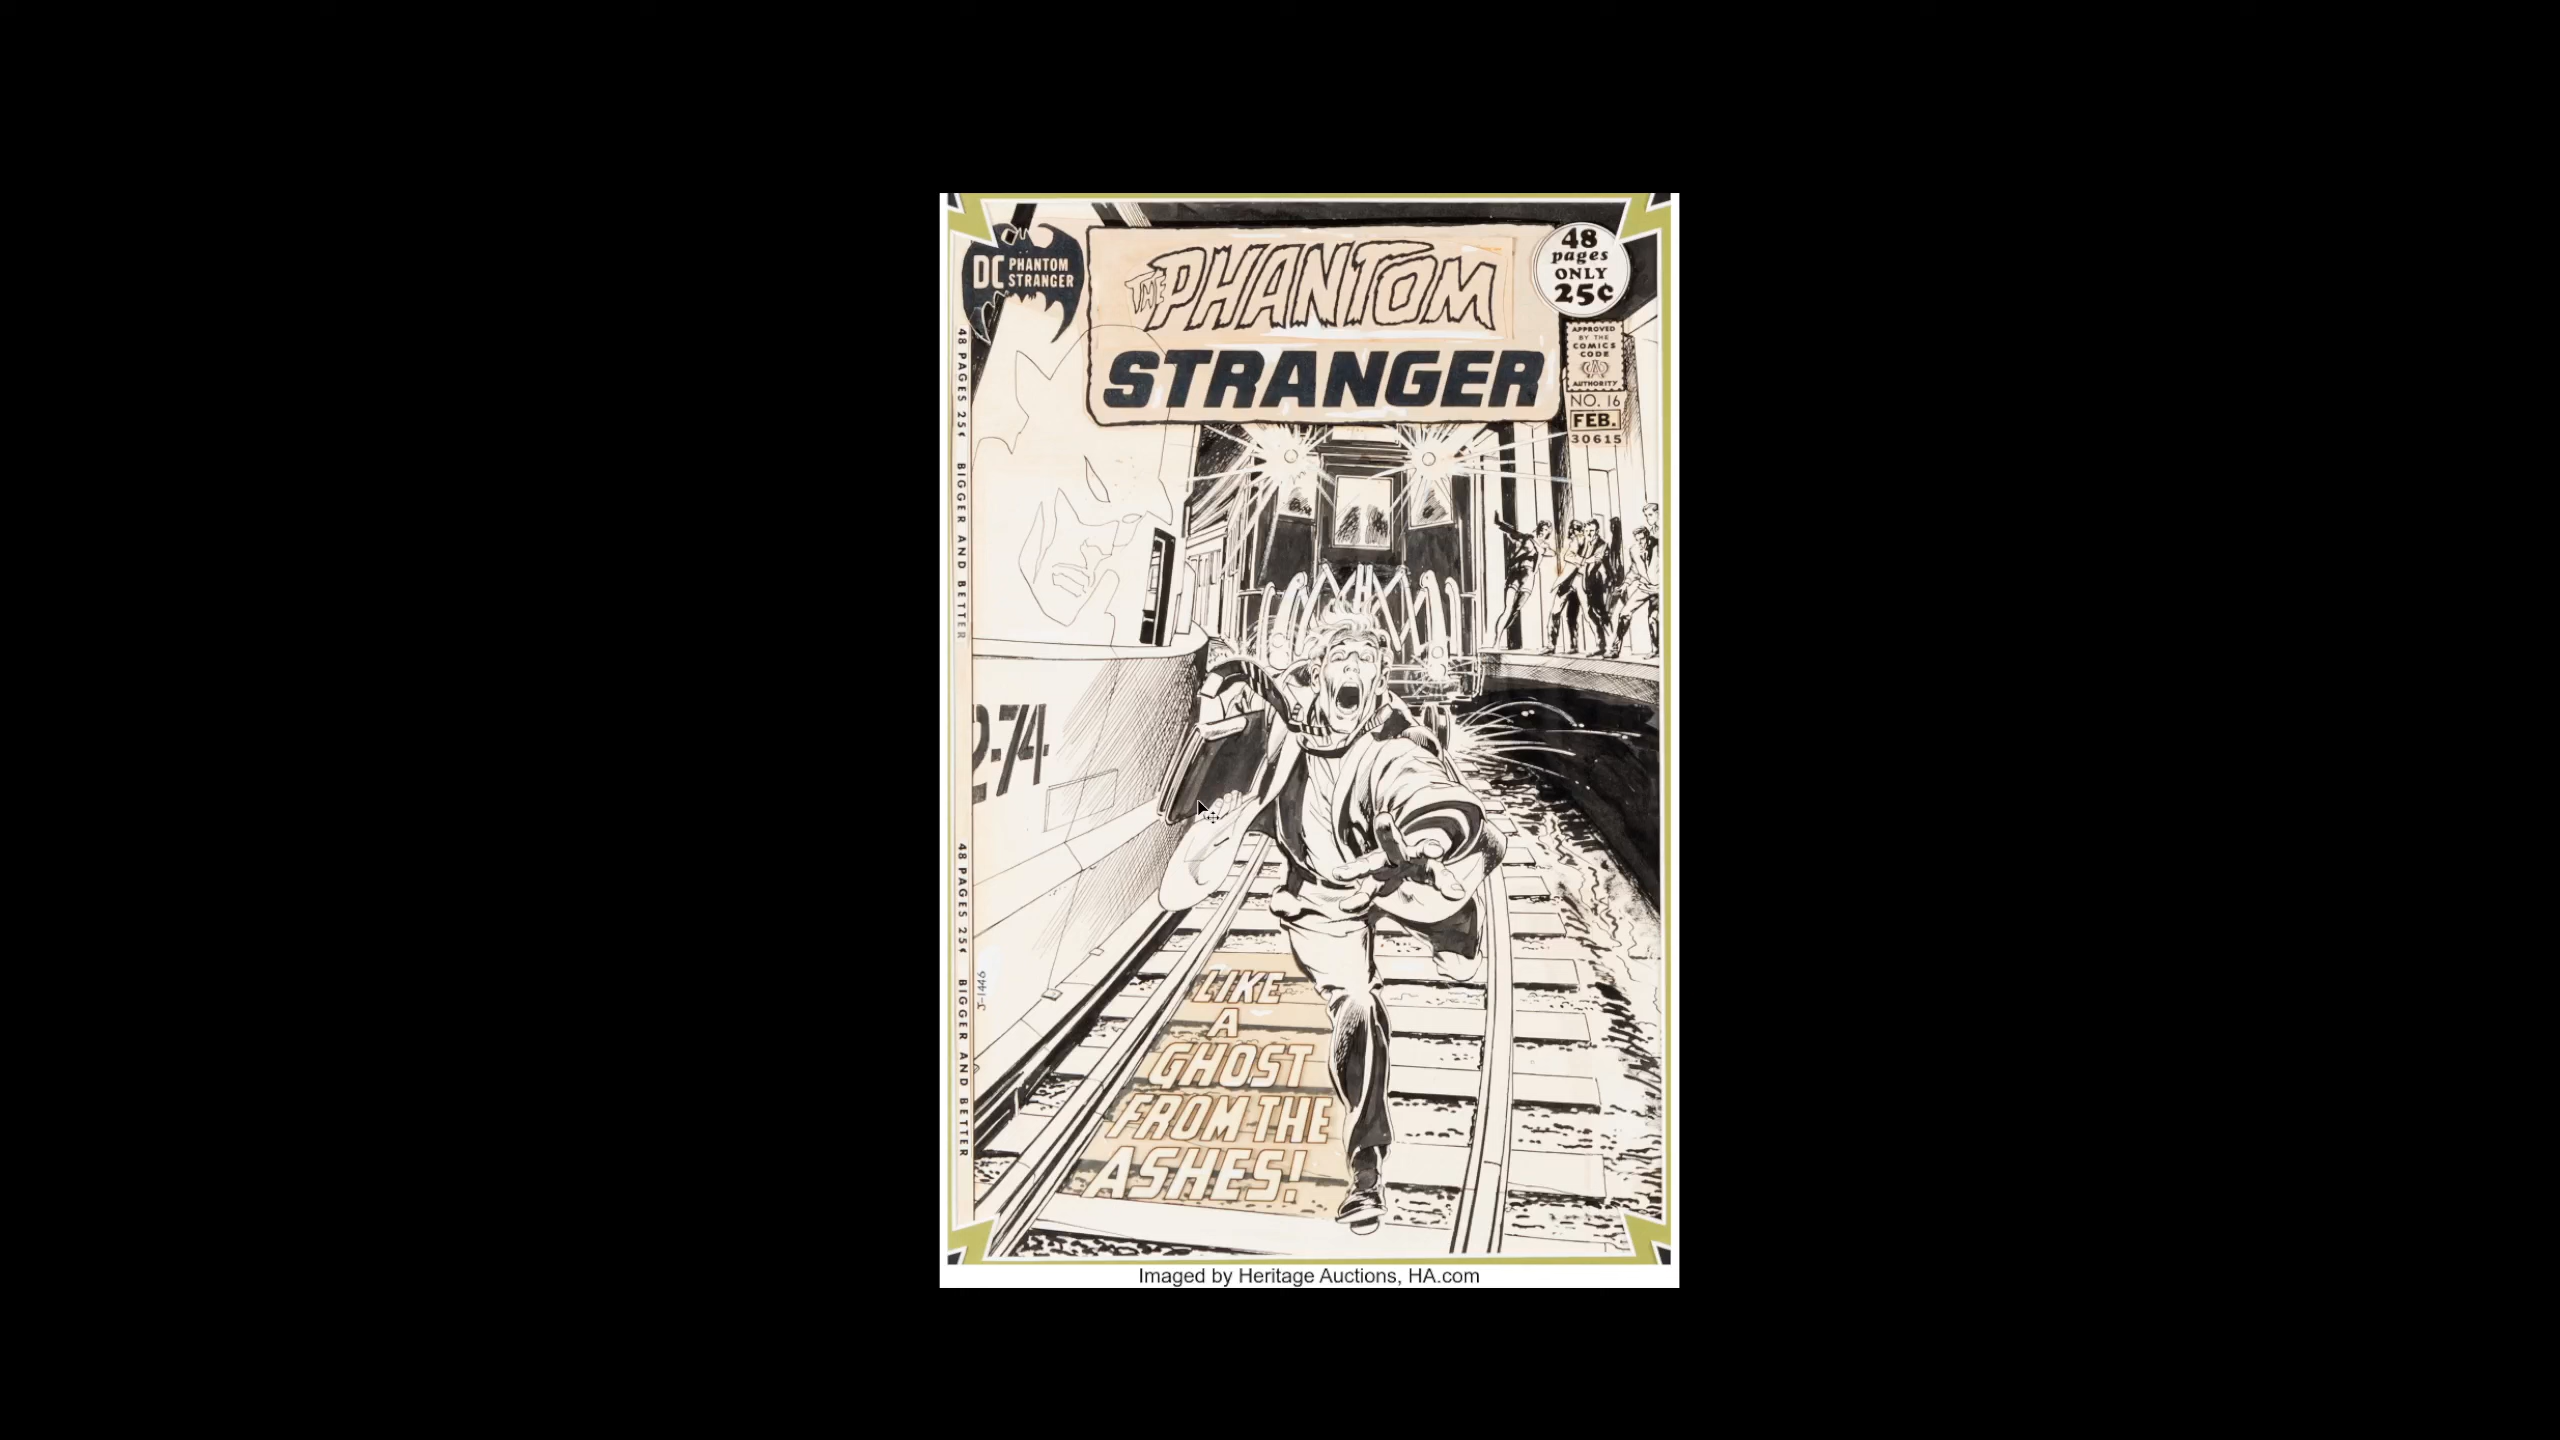 DC PHANTOM
STRANGER
THE PHANTOM
STRANGER
48
pages
ONLY
25¢
APPROVED
BY THE
COMICS
CODE
CA
AUTHORITY
NO. 16
FEB.
30615
48 PAGES 25¢ BIGGER AND BETTER
48 PAGES 25¢ BIGGER AND BETTER
2-74
J-1446
LIKE
A
GHOST
FROM THE
ASHES!
Imaged by Heritage Auctions, HA.com